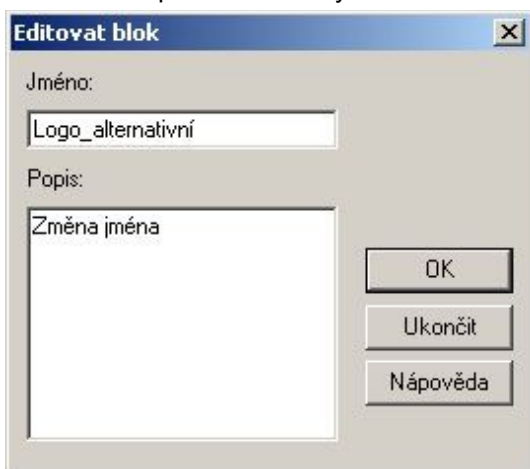 Editovat blok
Jméno:
Logo_alternativní
Popis:
Změna jména
OK
Ukončit
Nápověda